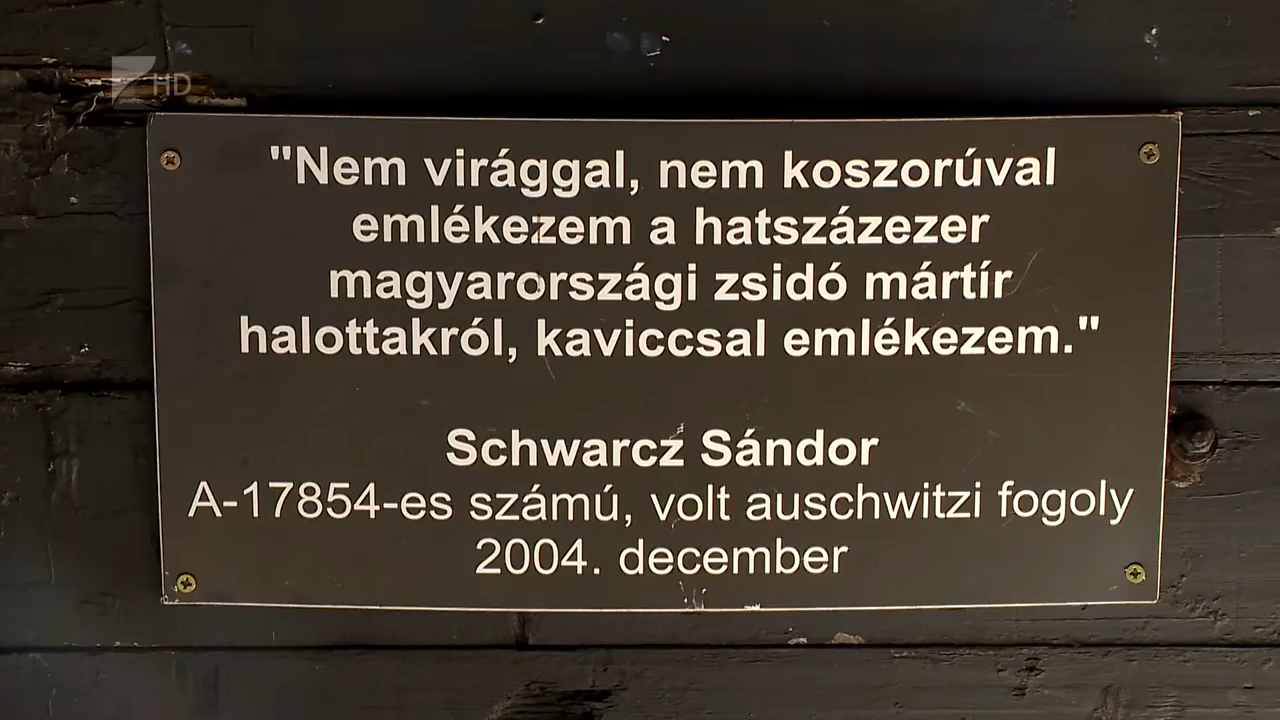 HD
"Nem virággal, nem koszorúval
emlékezem a hatszázezer
magyarországi zsidó mártír
halottakról, kaviccsal emlékezem."
Schwarcz Sándor
A-17854-es számú, volt auschwitzi fogoly
2004. december